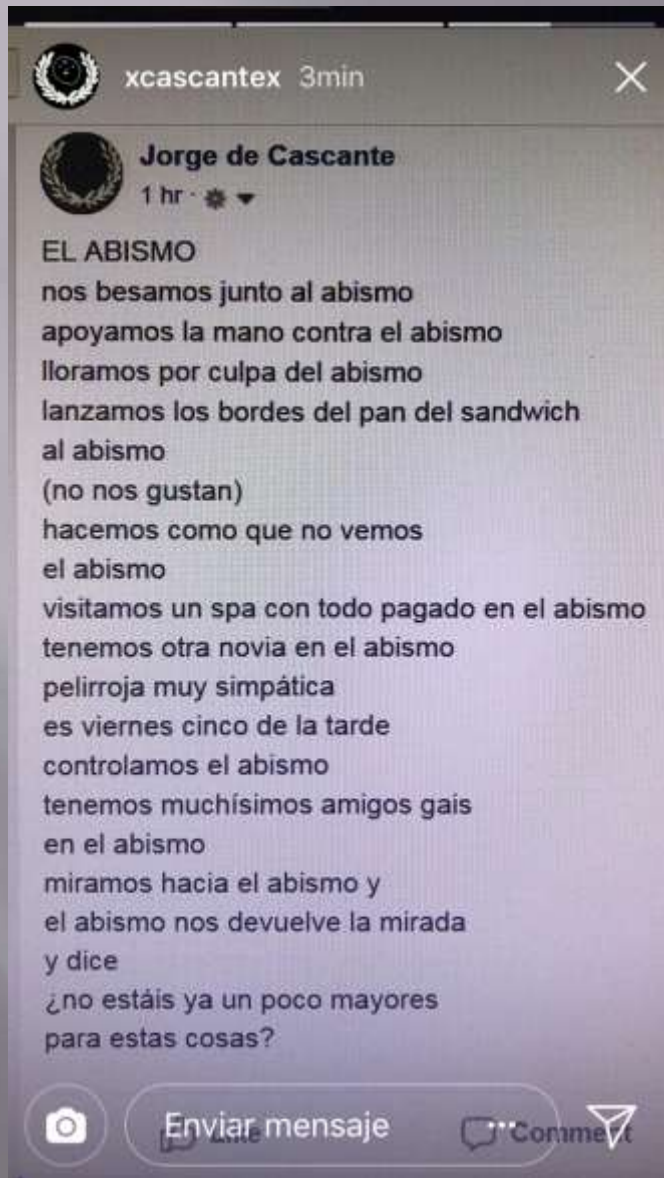 xcascantex 3min
Jorge de Cascante
1 hr
EL ABISMO
nos besamos junto al abismo
apoyamos la mano contra el abismo
lloramos por culpa del abismo
lanzamos los bordes del pan del sandwich
al abismo
(no nos gustan)
hacemos como que no vemos
el abismo
visitamos un spa con todo pagado en el abismo
tenemos otra novia en el abismo
pelirroja muy simpática
es viernes cinco de la tarde
controlamos el abismo
tenemos muchísimos amigos gais
en el abismo
miramos hacia el abismo y
el abismo nos devuelve la mirada
y dice
¿no estáis ya un poco mayores
para estas cosas?
Enviar mensaje Comment